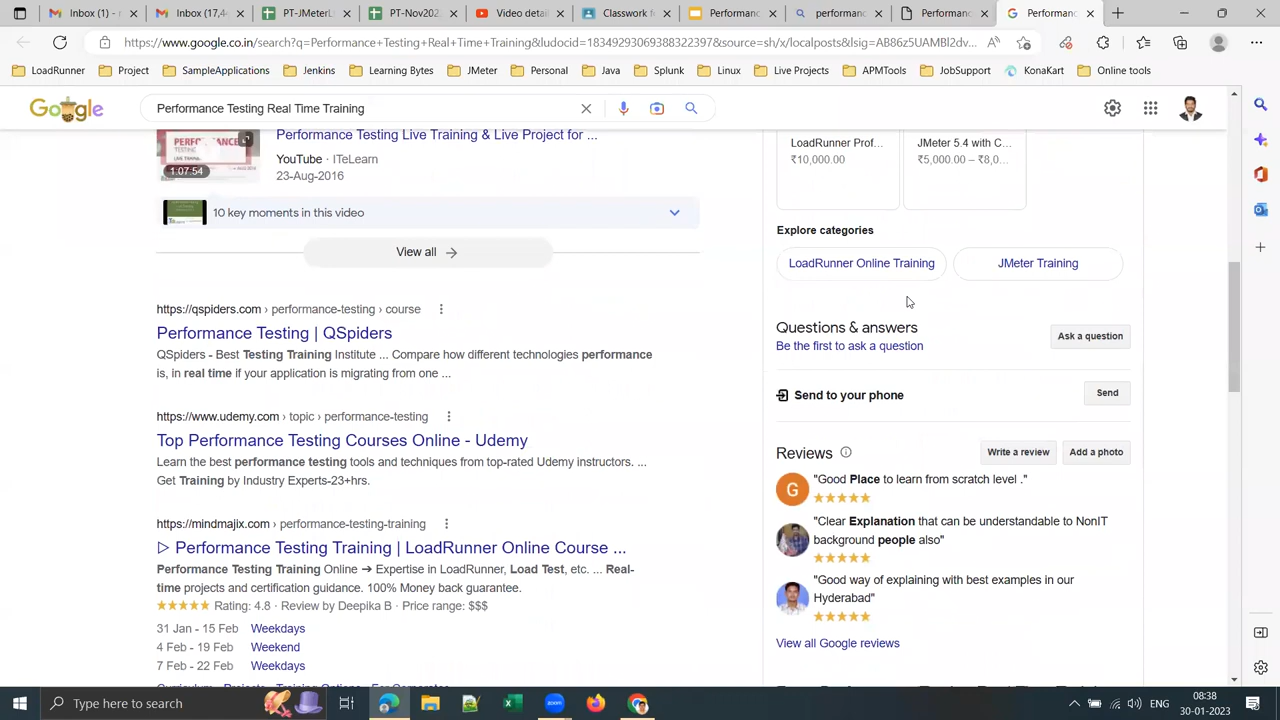 Inbox (1)
Inbox (17,4
PT-Nov202
Video detail
Classwork f
Performanc
performanc
Performanc
Performanc
https://www.google.co.in/search?q=Performance+Testing+Real+Time+Training&ludocid=18349293069388322397&source=sh/x/localposts&lsig=AB86z5UAMBl2dv...
LoadRunner
Project
SampleApplications
Jenkins
Learning Bytes
JMeter
Personal
Java
Splunk
Linux
Live Projects
APMTools
JobSupport
KonaKart
Online tools
Google
Performance Testing Real Time Training
Performance Testing Live Training & Live Project for ...
YouTube · ITeLearn
23-Aug-2016
1:07:54
10 key moments in this video
View all
https://qspiders.com › performance-testing › course
Performance Testing | QSpiders
QSpiders - Best Testing Training Institute ... Compare how different technologies performance
is, in real time if your application is migrating from one ...
https://www.udemy.com › topic › performance-testing
Top Performance Testing Courses Online - Udemy
Learn the best performance testing tools and techniques from top-rated Udemy instructors. ...
Get Training by Industry Experts-23+hrs.
https://mindmajix.com › performance-testing-training
▷ Performance Testing Training | LoadRunner Online Course ...
Performance Testing Training Online ➔ Expertise in LoadRunner, Load Test, etc. ... Real-
time projects and certification guidance. 100% Money back guarantee.
Rating: 4.8 · Review by Deepika B · Price range: $$$
31 Jan - 15 Feb Weekdays
4 Feb - 19 Feb Weekend
7 Feb - 22 Feb Weekdays
LoadRunner Prof...
₹10,000.00
JMeter 5.4 with C...
₹5,000.00 – ₹8,0...
Explore categories
LoadRunner Online Training
JMeter Training
Questions & answers
Be the first to ask a question
Ask a question
Send to your phone
Send
Reviews
Write a review
Add a photo
G
"Good Place to learn from scratch level ."
"Clear Explanation that can be understandable to NonIT
background people also"
"Good way of explaining with best examples in our
Hyderabad"
View all Google reviews
Type here to search
zoom
ENG
08:38
30-01-2023